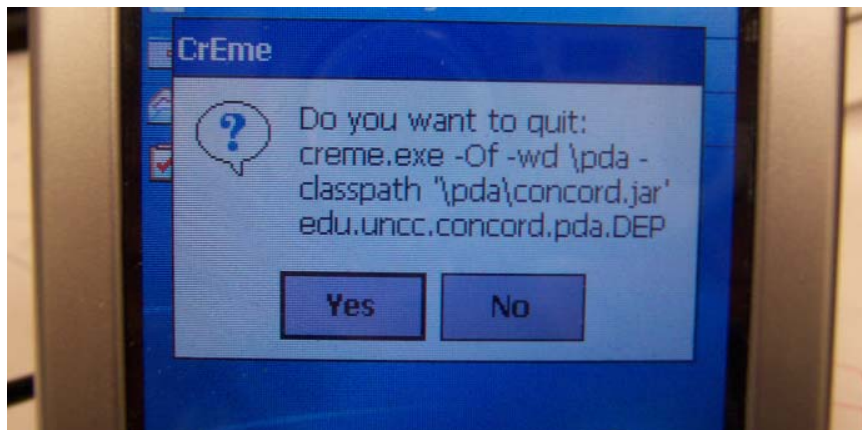 CrEme
Do you want to quit:
creme.exe -Of -wd \pda -
classpath '\pda\concord.jar'
edu.uncc.concord.pda.DEP
Yes
No